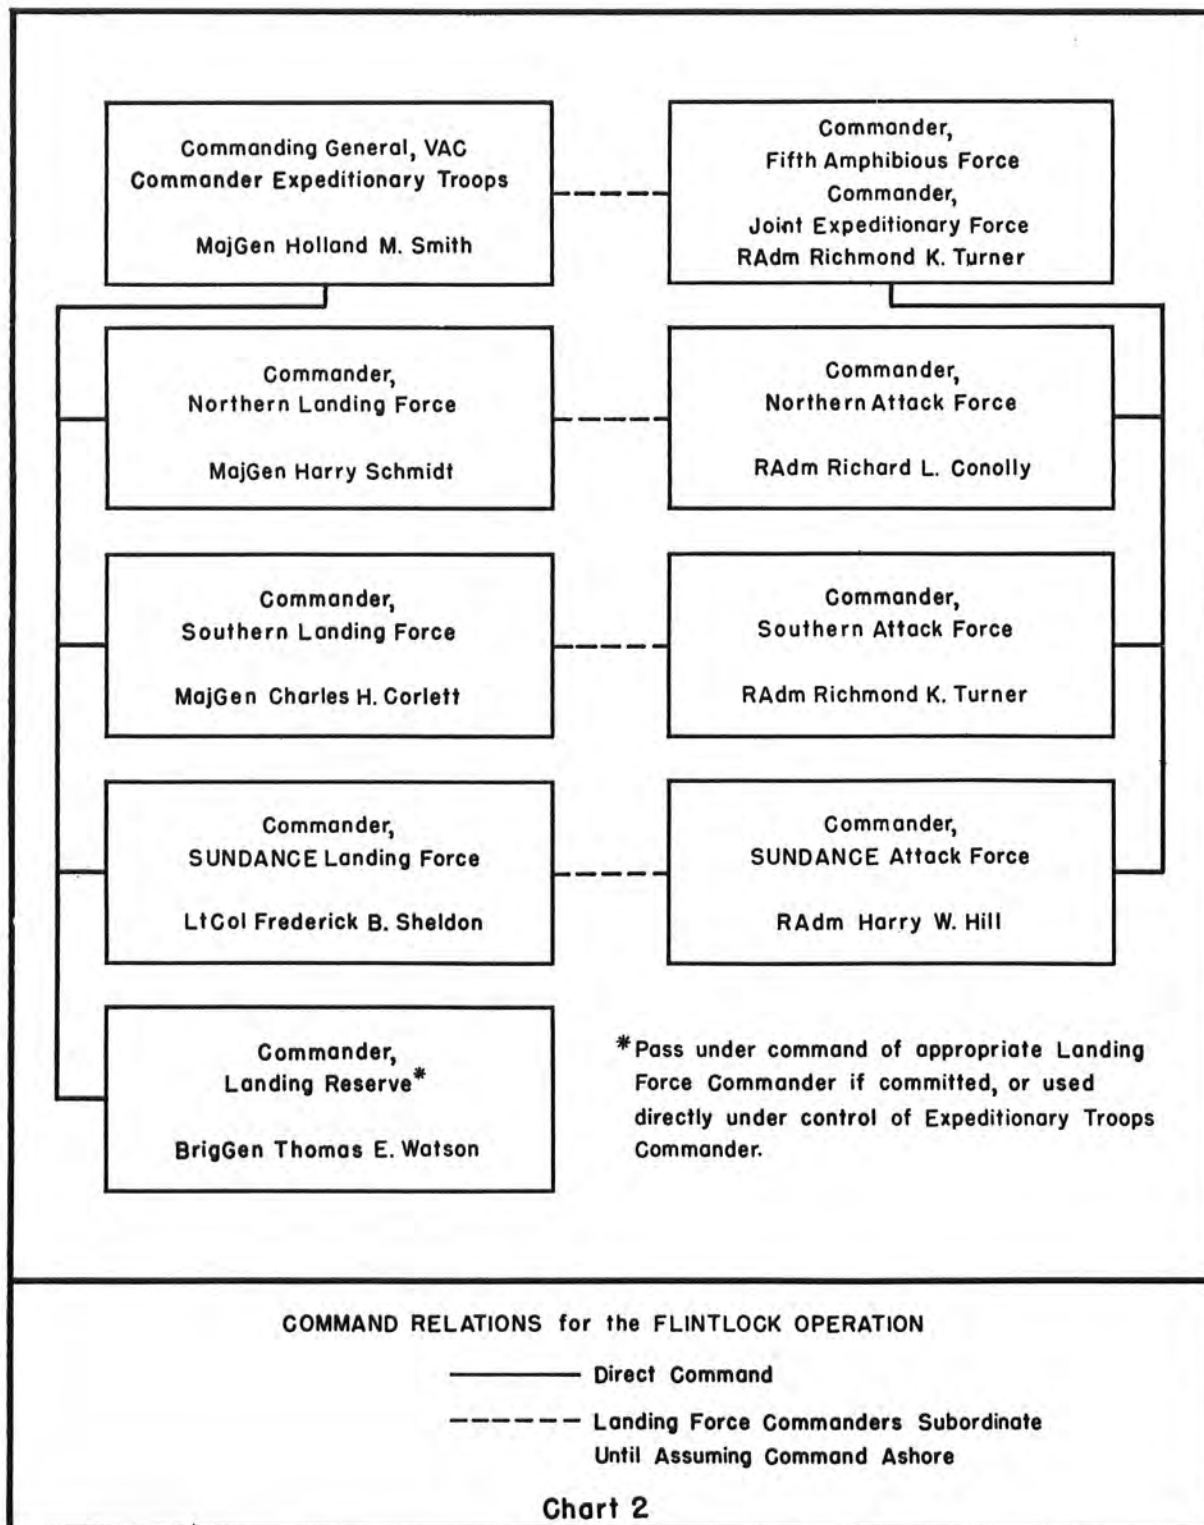 Commanding General, VAC
Commander Expeditionary Troops
MajGen Holland M. Smith
Commander,
Fifth Amphibious Force
Commander,
Joint Expeditionary Force
RAdm Richmond K. Turner
Commander,
Northern Landing Force
MajGen Harry Schmidt
Commander,
Northern Attack Force
RAdm Richard L. Conolly
Commander,
Southern Landing Force
MajGen Charles H. Corlett
Commander,
Southern Attack Force
RAdm Richmond K. Turner
Commander,
SUNDANCE Landing Force
LtCol Frederick B. Sheldon
Commander,
SUNDANCE Attack Force
RAdm Harry W. Hill
Commander,
Landing Reserve*
BrigGen Thomas E. Watson
*Pass under command of appropriate Landing
Force Commander if committed, or used
directly under control of Expeditionary Troops
Commander.
COMMAND RELATIONS for the FLINTLOCK OPERATION
Direct Command
Landing Force Commanders Subordinate
Until Assuming Command Ashore
Chart 2